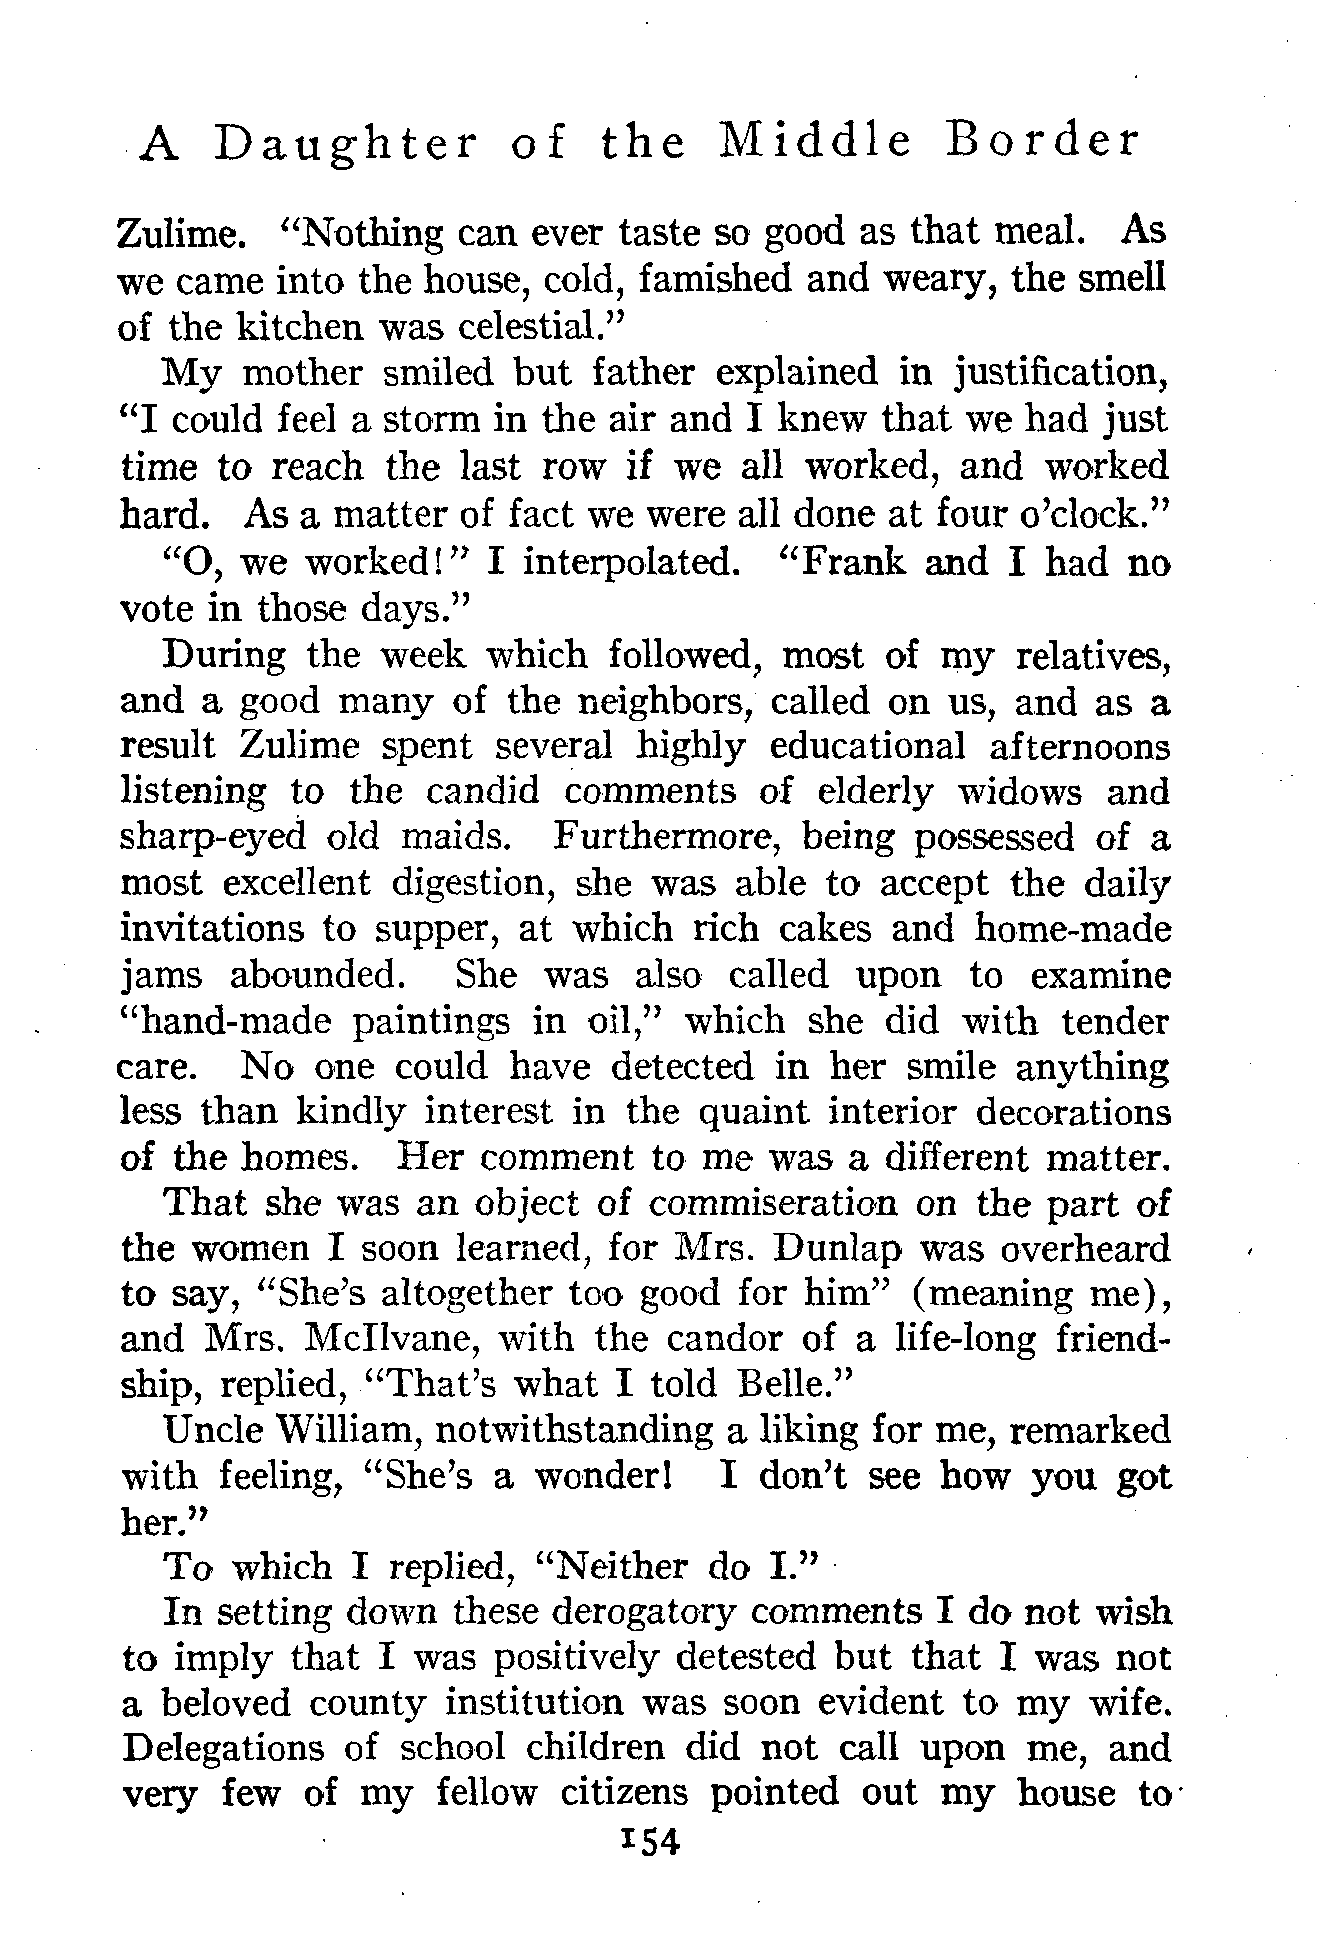 A Daughter of the Middle Border
Zulime. “Nothing can ever taste so good as that meal. As
we came into the house, cold, famished and weary, the smell
of the kitchen was celestial.”
My mother smiled but father explained in justification,
“I could feel a storm in the air and I knew that we had just
time to reach the last row if we all worked, and worked
hard. As a matter of fact we were all done at four o’clock.”
“O, we worked!” I interpolated. “Frank and I had no
vote in those days.”
During the week which followed, most of my relatives,
and a good many of the neighbors, called on us, and as a
result Zulime spent several highly educational afternoons
listening to the candid comments of elderly widows and
sharp-eyed old maids. Furthermore, being possessed of a
most excellent digestion, she was able to accept the daily
invitations to supper, at which rich cakes and home-made
jams abounded. She was also called upon to examine
“hand-made paintings in oil,” which she did with tender
care. No one could have detected in her smile anything
less than kindly interest in the quaint interior decorations
of the homes. Her comment to me was a different matter.
That she was an object of commiseration on the part of
the women I soon learned, for Mrs. Dunlap was overheard
to say, “She’s altogether too good for him” (meaning me),
and Mrs. McIlvane, with the candor of a life-long friend-
ship, replied, “That’s what I told Belle.”
Uncle William, notwithstanding a liking for me, remarked
with feeling, “She’s a wonder! I don’t see how you got
her.”
To which I replied, “Neither do I.”
In setting down these derogatory comments I do not wish
to imply that I was positively detested but that I was not
a beloved county institution was soon evident to my wife.
Delegations of school children did not call upon me, and
very few of my fellow citizens pointed out my house to
154